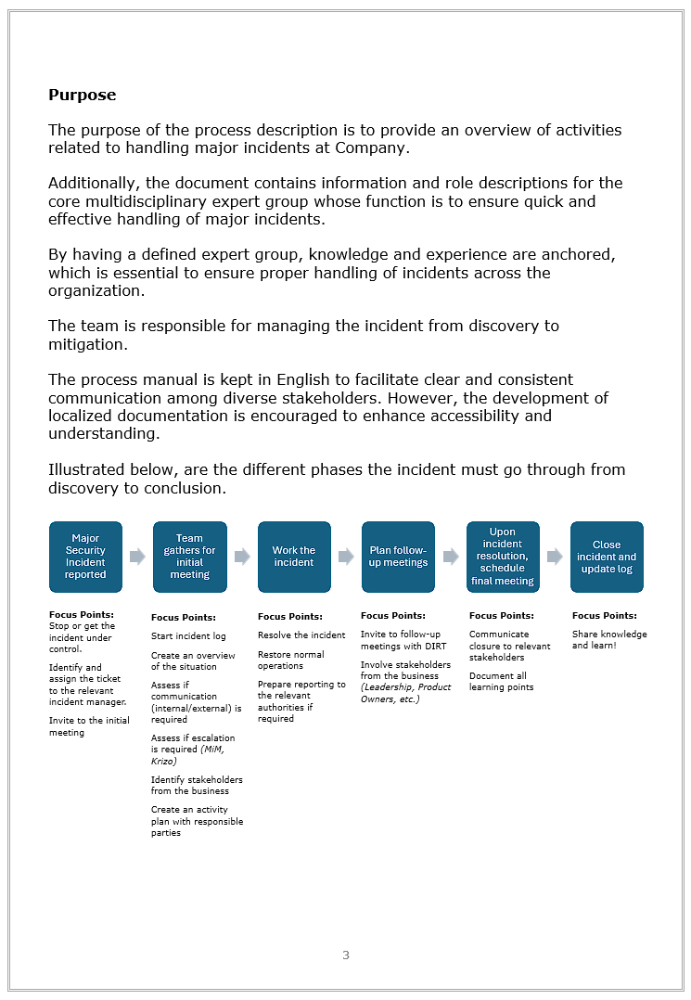 Purpose
The purpose of the process description is to provide an overview of activities
related to handling major incidents at Company.
Additionally, the document contains information and role descriptions for the
core multidisciplinary expert group whose function is to ensure quick and
effective handling of major incidents.
By having a defined expert group, knowledge and experience are anchored,
which is essential to ensure proper handling of incidents across the
organization.
The team is responsible for managing the incident from discovery to
mitigation.
The process manual is kept in English to facilitate clear and consistent
communication among diverse stakeholders. However, the development of
localized documentation is encouraged to enhance accessibility and
understanding.
Illustrated below, are the different phases the incident must go through from
discovery to conclusion.
Major
Security
Incident
reported
Team
gathers for
initial
meeting
Work the
incident
Plan follow-
up meetings
Upon
incident
resolution,
schedule
final meeting
Close
incident and
update log
Focus Points:
Stop or get the
incident under
control.
Identify and
assign the ticket
to the relevant
incident manager.
Invite to the initial
meeting
Focus Points:
Start incident log
Create an overview
of the situation
Assess if
communication
(internal/external) is
required
Assess if escalation
is required (MiM,
Krizo)
Identify stakeholders
from the business
Create an activity
plan with responsible
parties
Focus Points:
Resolve the incident
Restore normal
operations
Prepare reporting to
the relevant
authorities if
required
Focus Points:
Invite to follow-up
meetings with DIRT
Involve stakeholders
from the business
(Leadership, Product
Owners, etc.)
Focus Points:
Communicate
closure to relevant
stakeholders
Document all
learning points
Focus Points:
Share knowledge
and learn!
3